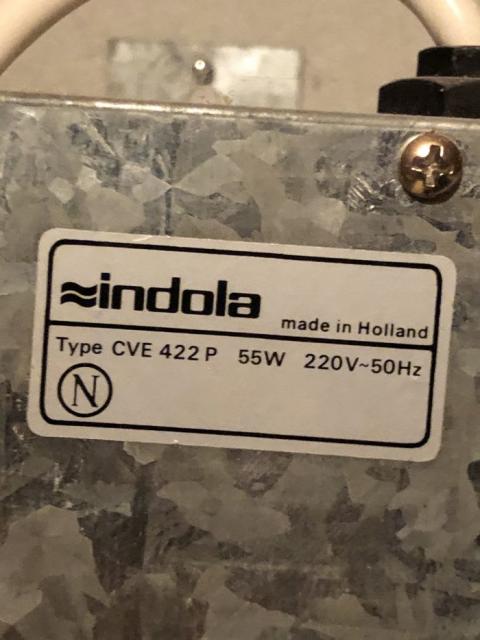 indola
made in Holland
Type CVE 422 P 55W 220V~50Hz
N